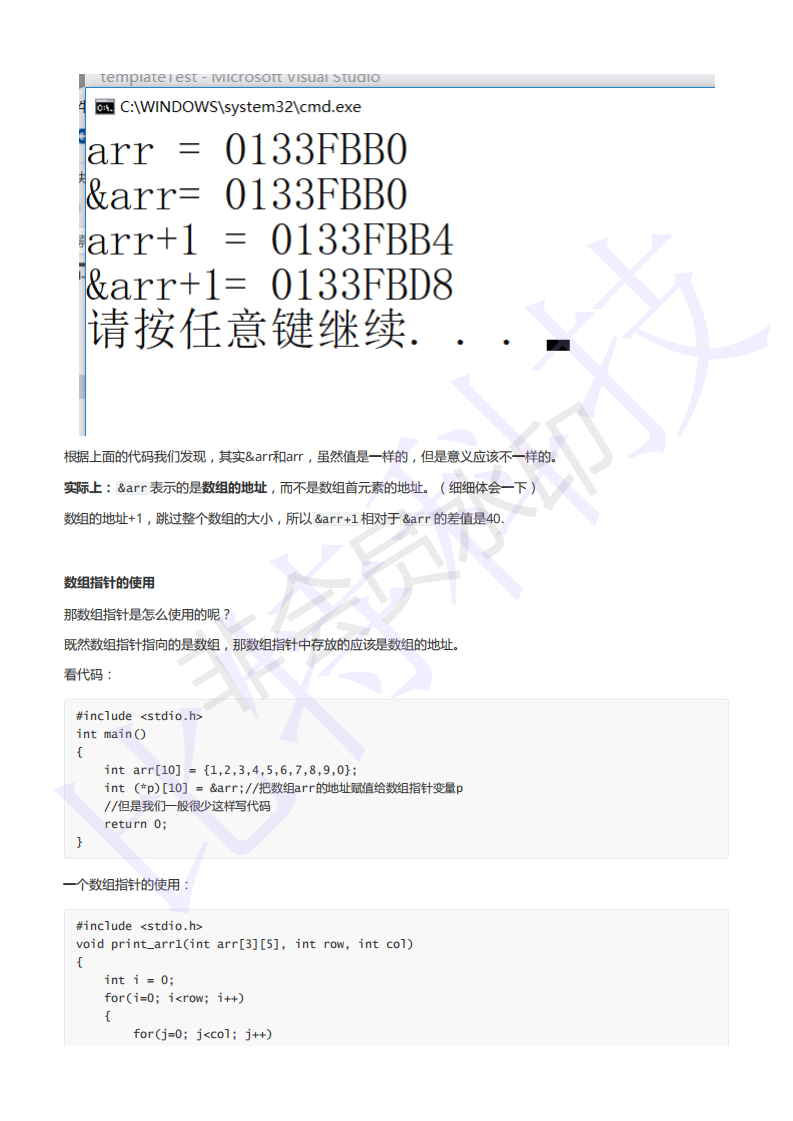 templateTest - Microsoft Visual Studio
C:\WINDOWS\system32\cmd.exe
arr = 0133FBB0
&arr= 0133FBB0
arr+1 = 0133FBB4
&arr+1= 0133FBD8
请按任意键继续. . .
根据上面的代码我们发现，其实&arr和arr，虽然值是一样的，但是意义应该不一样的。
实际上： &arr 表示的是数组的地址，而不是数组首元素的地址。（细细体会一下）
数组的地址+1，跳过整个数组的大小，所以 &arr+1 相对于 &arr 的差值是40.
数组指针的使用
那数组指针是怎么使用的呢？
既然数组指针指向的是数组，那数组指针中存放的应该是数组的地址。
看代码：
#include <stdio.h>
int main()
{
    int arr[10] = {1,2,3,4,5,6,7,8,9,0};
    int (*p)[10] = &arr;//把数组arr的地址赋值给数组指针变量p
    //但是我们一般很少这样写代码
    return 0;
}
一个数组指针的使用：
#include <stdio.h>
void print_arr1(int arr[3][5], int row, int col)
{
    int i = 0;
    for(i=0; i<row; i++)
    {
        for(j=0; j<col; j++)
比特科技
非会员水印